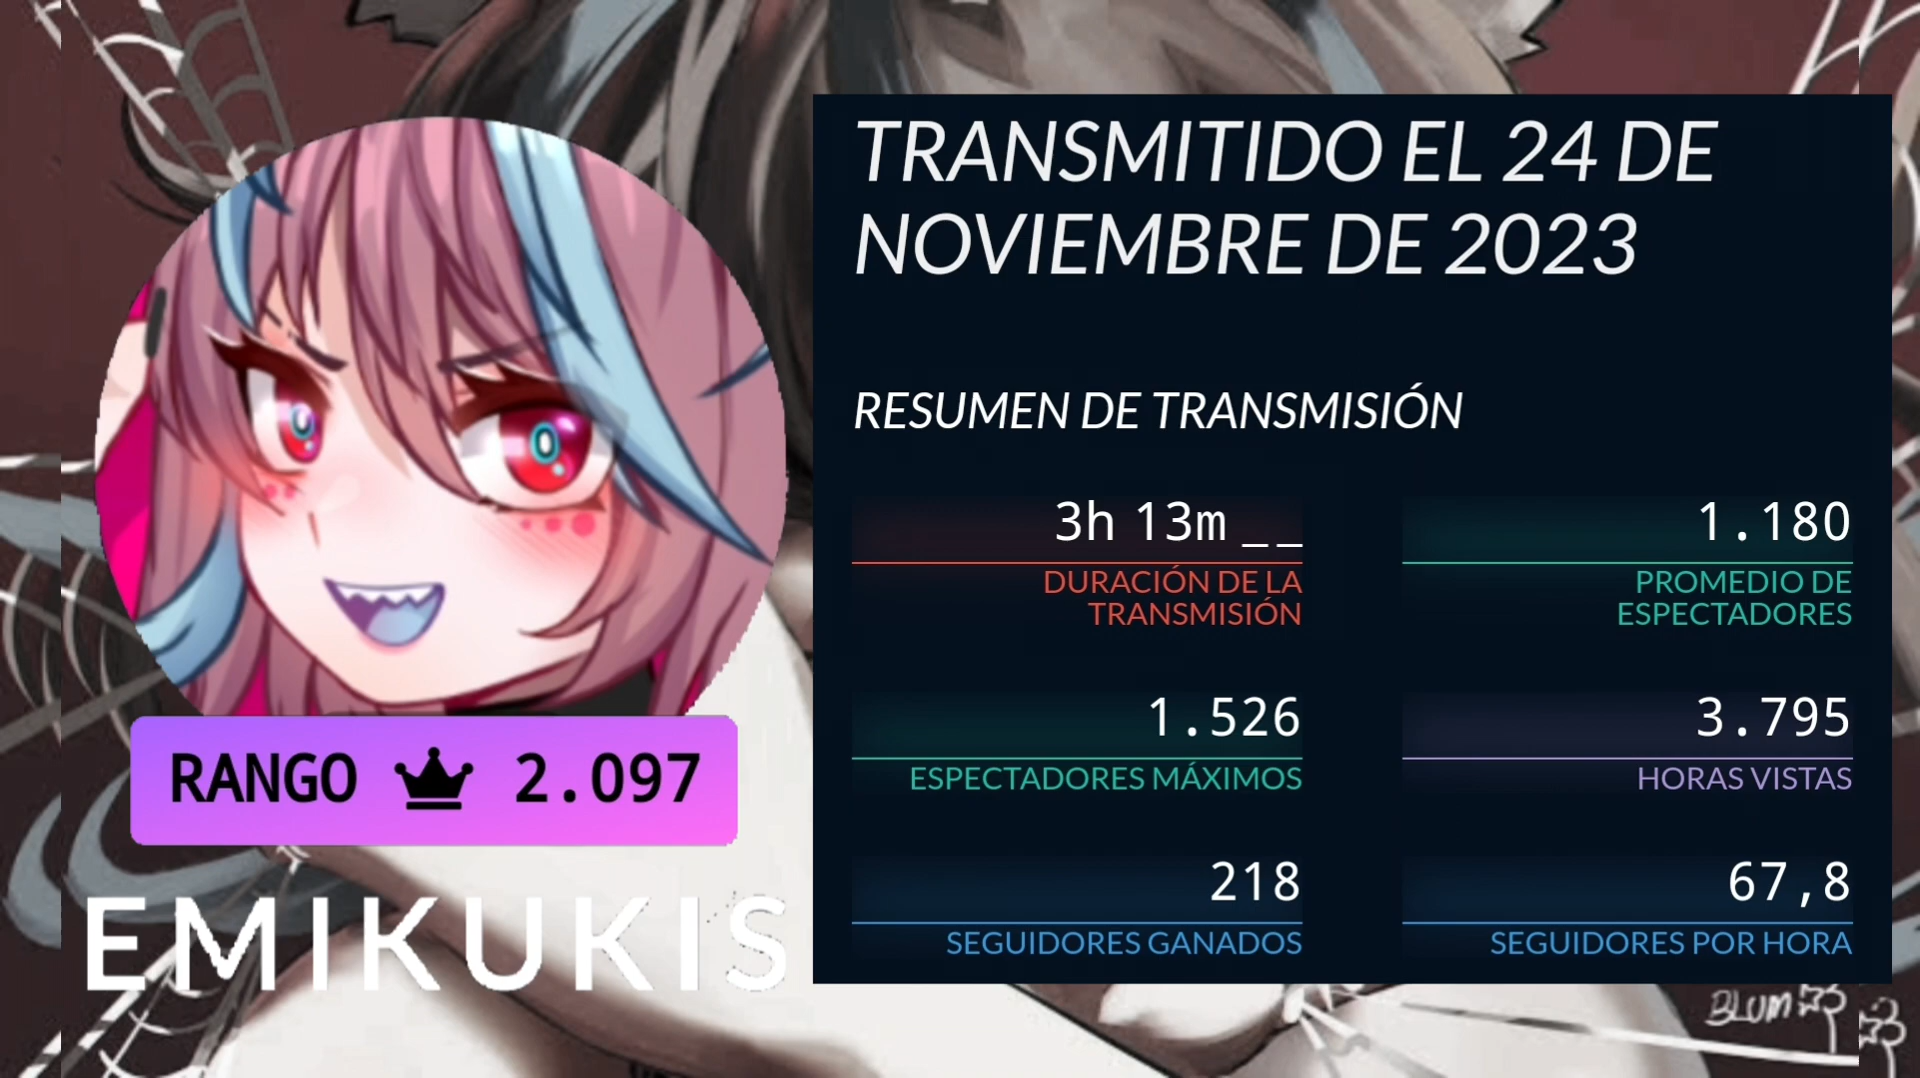 TRANSMITIDO EL 24 DE
NOVIEMBRE DE 2023
RESUMEN DE TRANSMISIÓN
3h 13m _ _
DURACIÓN DE LA
TRANSMISIÓN
1.180
PROMEDIO DE
ESPECTADORES
1.526
ESPECTADORES MÁXIMOS
3.795
HORAS VISTAS
218
SEGUIDORES GANADOS
67,8
SEGUIDORES POR HORA
RANGO 2.097
EMIKUKIS
BLUM